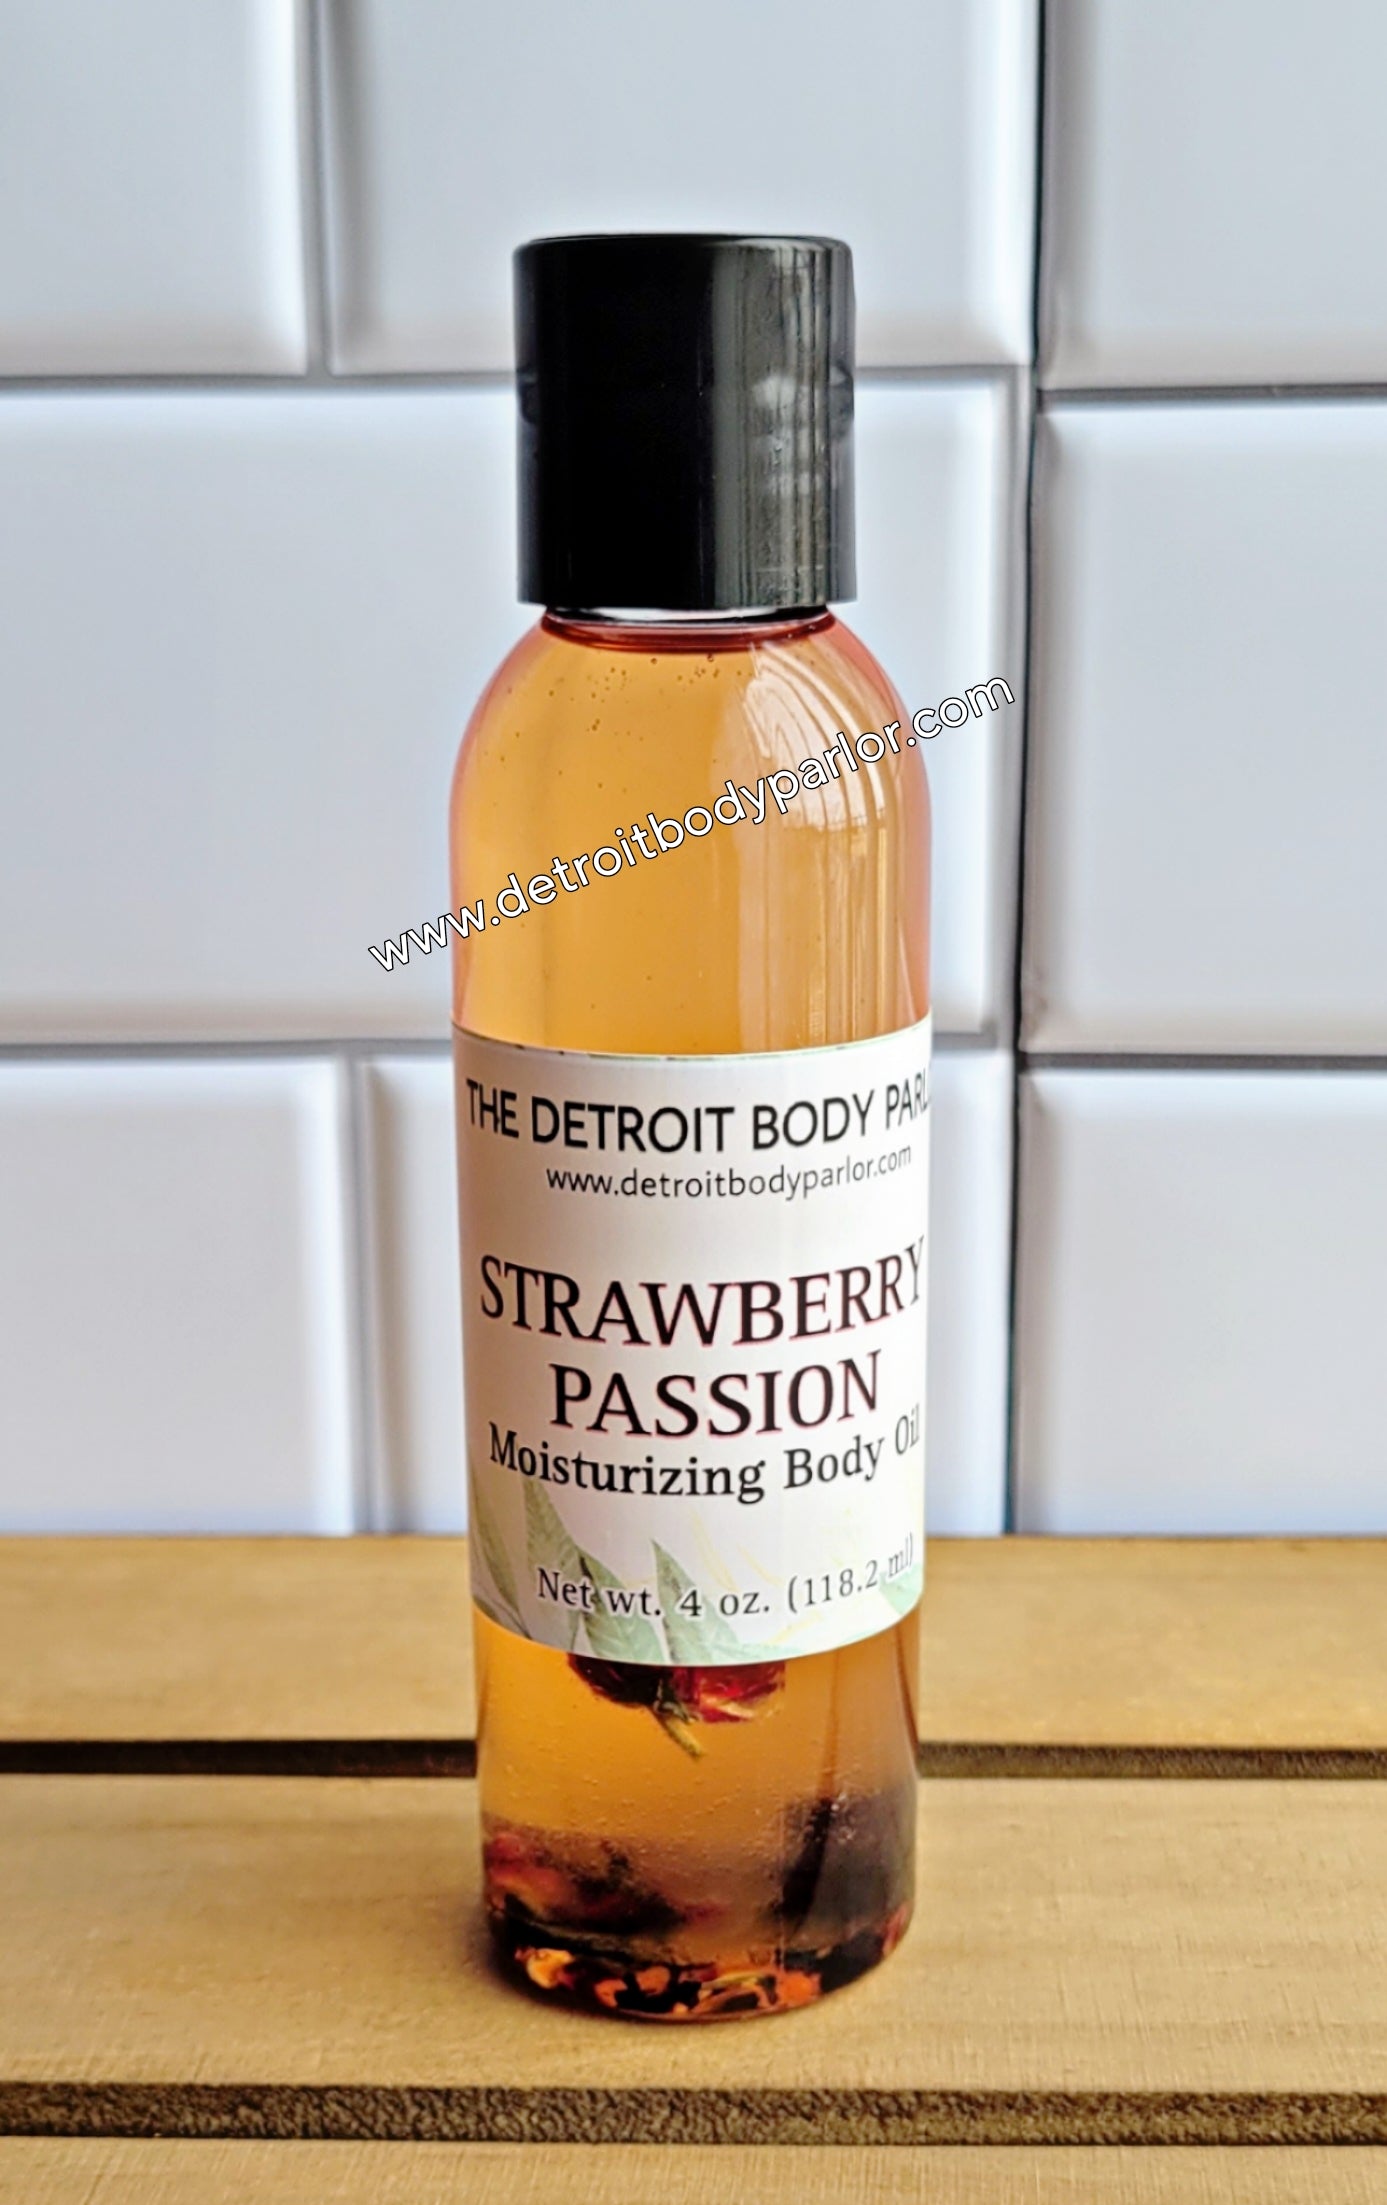 www.detroitbodyparlor.com
THE DETROIT BODY
www.detroitbodyparlor.com
STRAWBERRY
PASSION
Moisturizing Body Oil
Net wt. 4 oz. (118.2 ml)